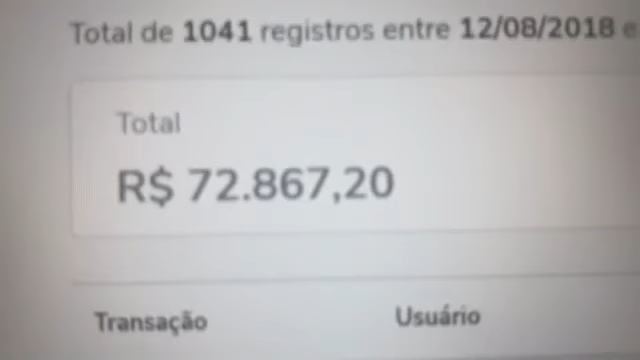 Total de 1041 registros entre 12/08/2018 e
Total
R$ 72.867,20
Transação Usuário